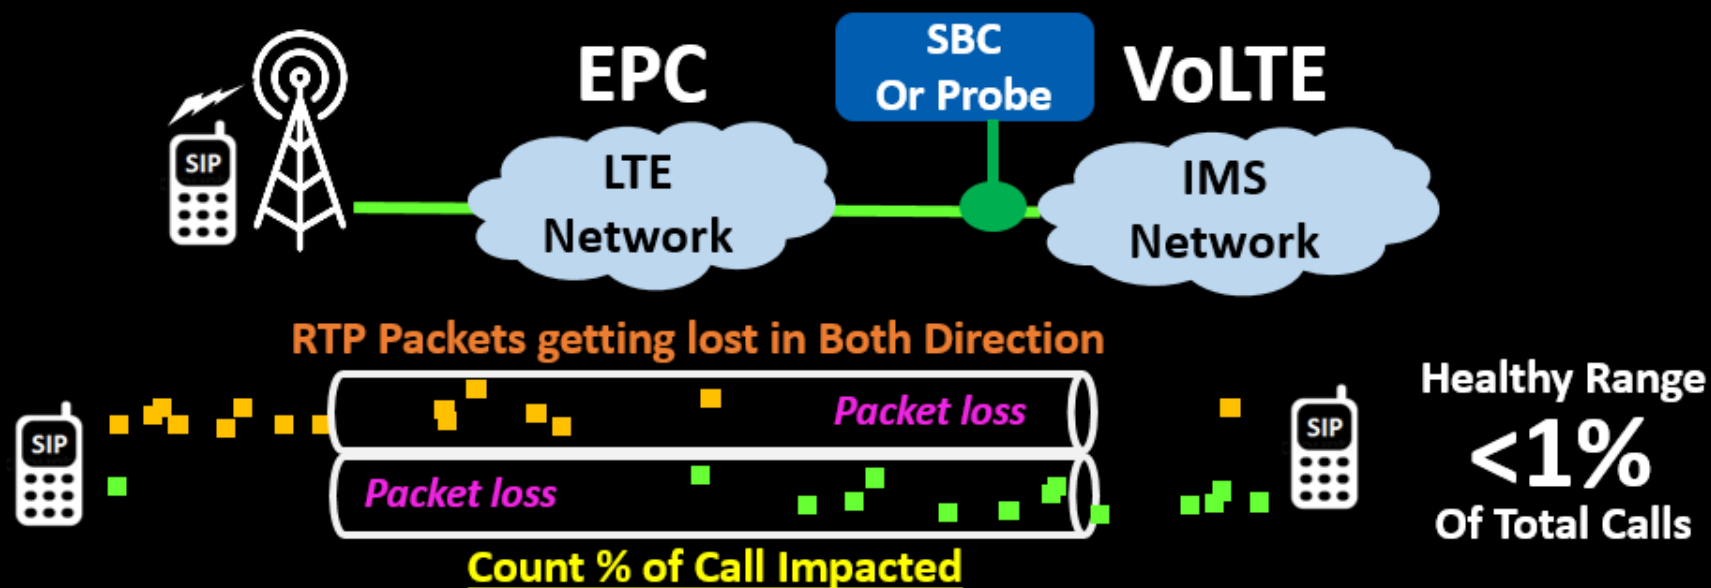 EPC
SBC
Or Probe
VoLTE
SIP
LTE
Network
IMS
Network
RTP Packets getting lost in Both Direction
Packet loss
SIP
Packet loss
SIP
Healthy Range
<1%
Of Total Calls
Count % of Call Impacted